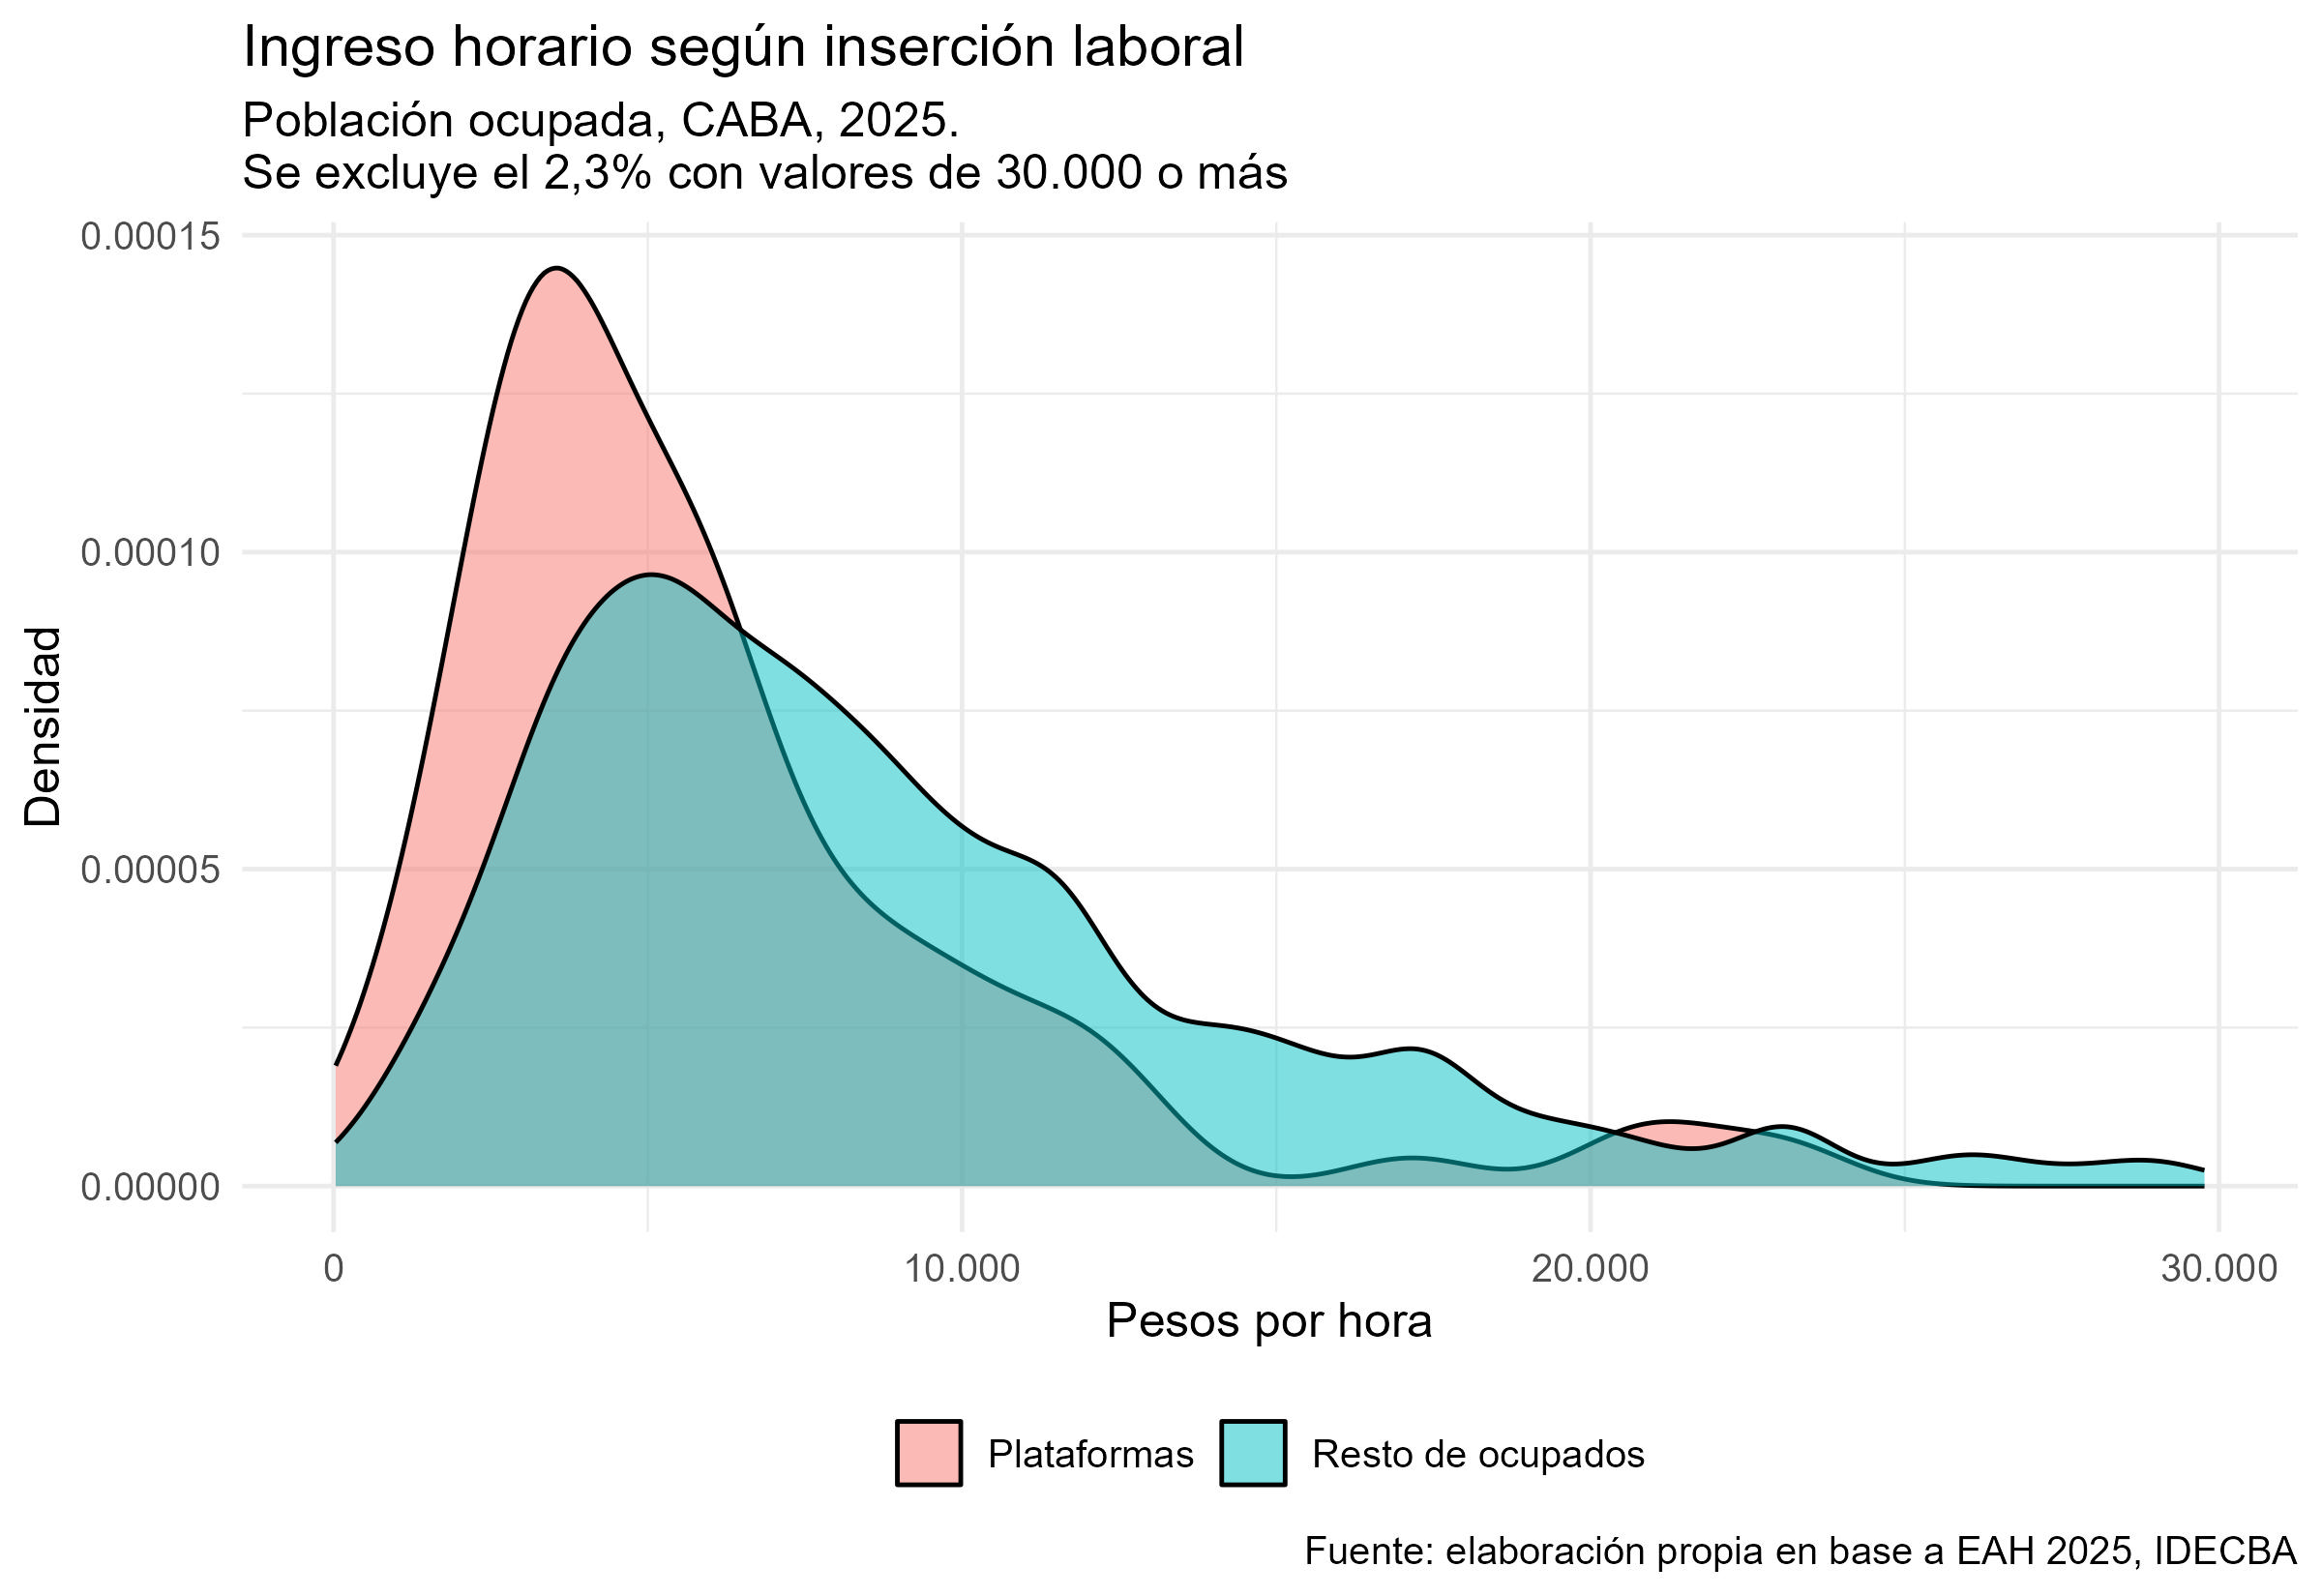 Ingreso horario según inserción laboral
Población ocupada, CABA, 2025.
Se excluye el 2,3% con valores de 30.000 o más
0.00015
0.00010
0.00005
0.00000
Densidad
0
10.000
20.000
30.000
Pesos por hora
Plataformas
Resto de ocupados
Fuente: elaboración propia en base a EAH 2025, IDECBA